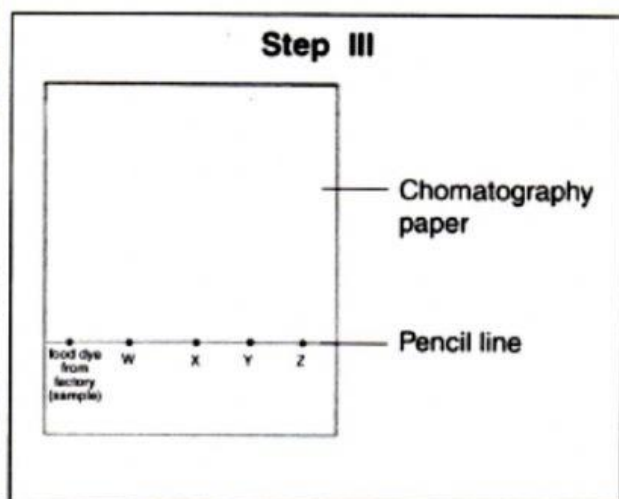 Step III
Chomatography
paper
Pencil line
food dye
from
factory
(sample)
W X Y Z